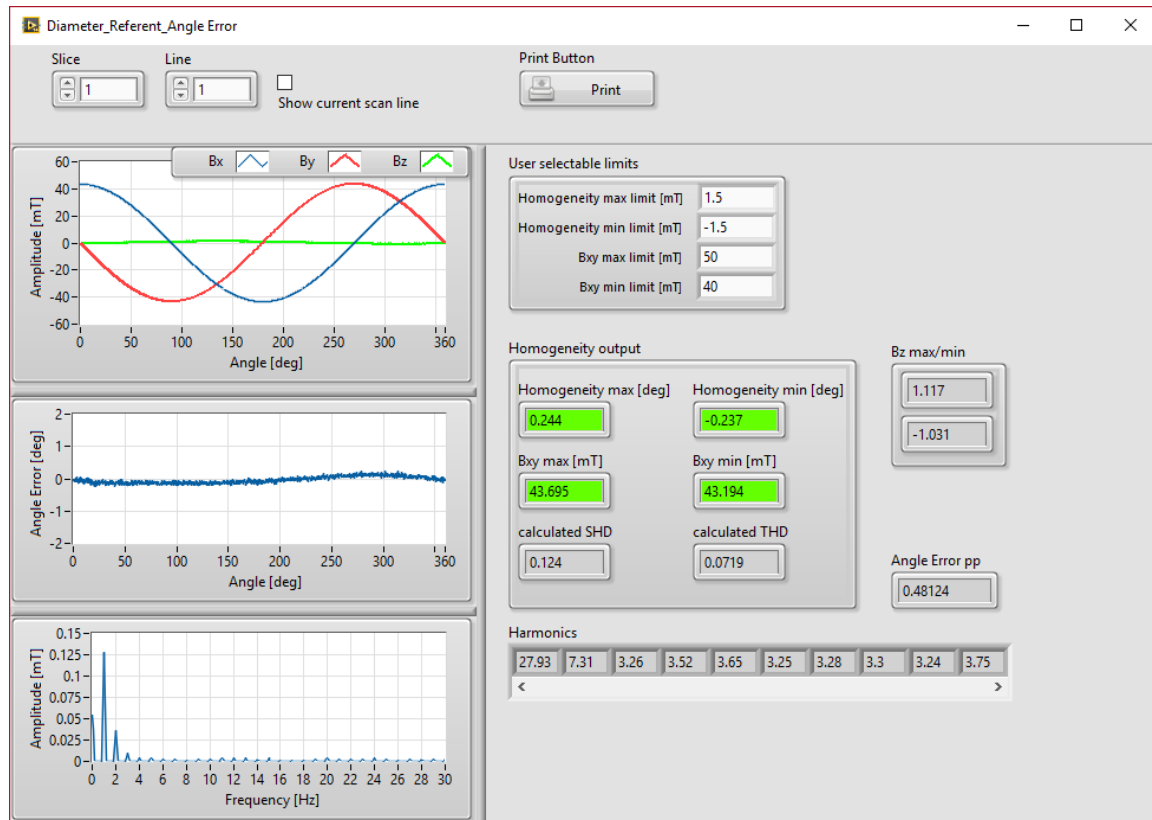 Diameter_Referent_Angle Error
Slice
1
Line
1
Show current scan line
Print Button
Print
Bx By Bz
60
40
20
0
-20
-40
-60
Amplitude [mT]
0 50 100 150 200 250 300 360
Angle [deg]
2
1
0
-1
-2
Angle Error [deg]
0 50 100 150 200 250 300 360
Angle [deg]
0.15
0.125
0.1
0.075
0.05
0.025
0
Amplitude [mT]
0 2 4 6 8 10 12 14 16 18 20 22 24 26 28 30
Frequency [Hz]
User selectable limits
Homogeneity max limit [mT] 1.5
Homogeneity min limit [mT] -1.5
Bxy max limit [mT] 50
Bxy min limit [mT] 40
Homogeneity output
Homogeneity max [deg] Homogeneity min [deg]
0.244 -0.237
Bxy max [mT] Bxy min [mT]
43.695 43.194
calculated SHD calculated THD
0.124 0.0719
Bz max/min
1.117
-1.031
Angle Error pp
0.48124
Harmonics
27.93 7.31 3.26 3.52 3.65 3.25 3.28 3.3 3.24 3.75